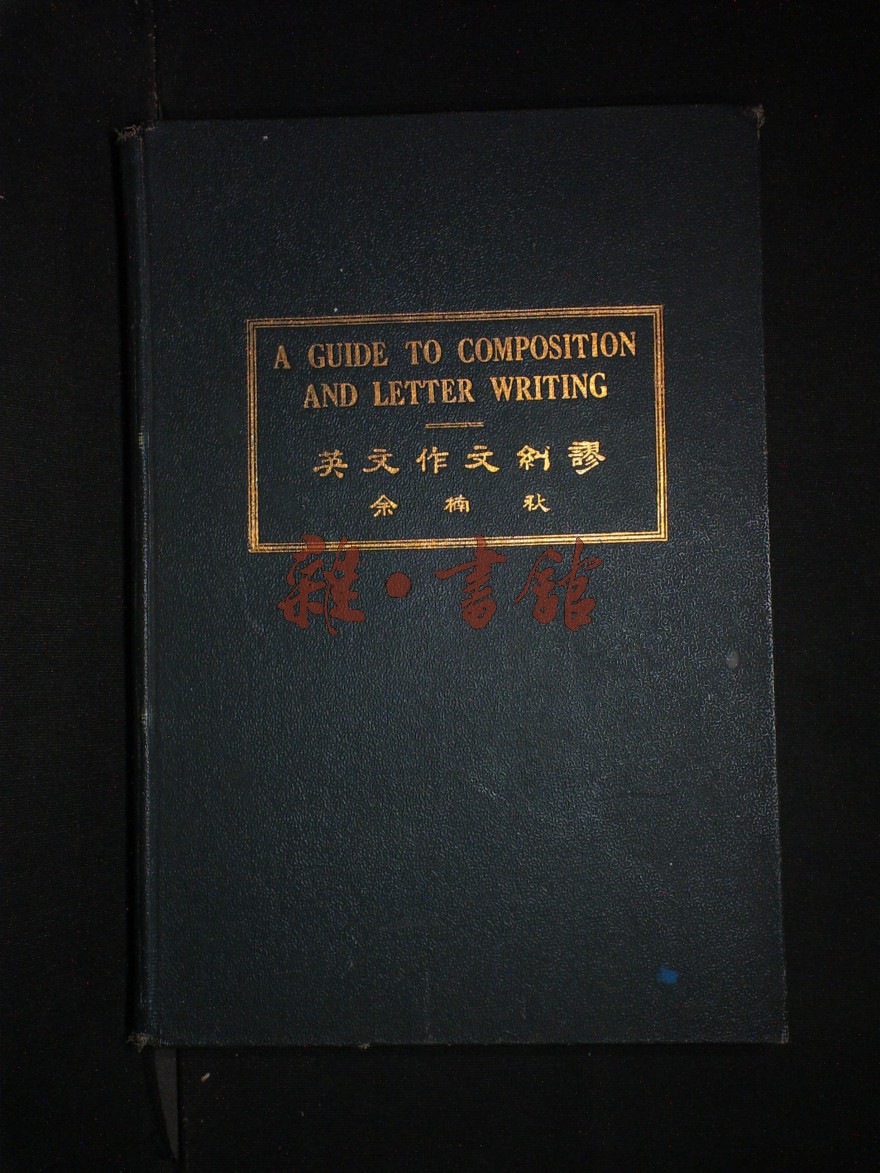 A GUIDE TO COMPOSITION
AND LETTER WRITING
英文作文糾謬
余楠秋
雜·書館